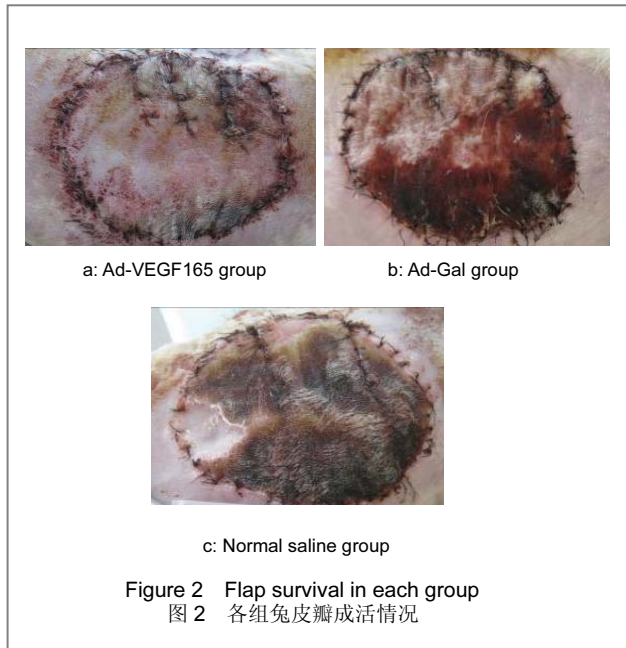 a: Ad-VEGF165 group
b: Ad-Gal group
c: Normal saline group
Figure 2 Flap survival in each group
图 2 各组兔皮瓣成活情况